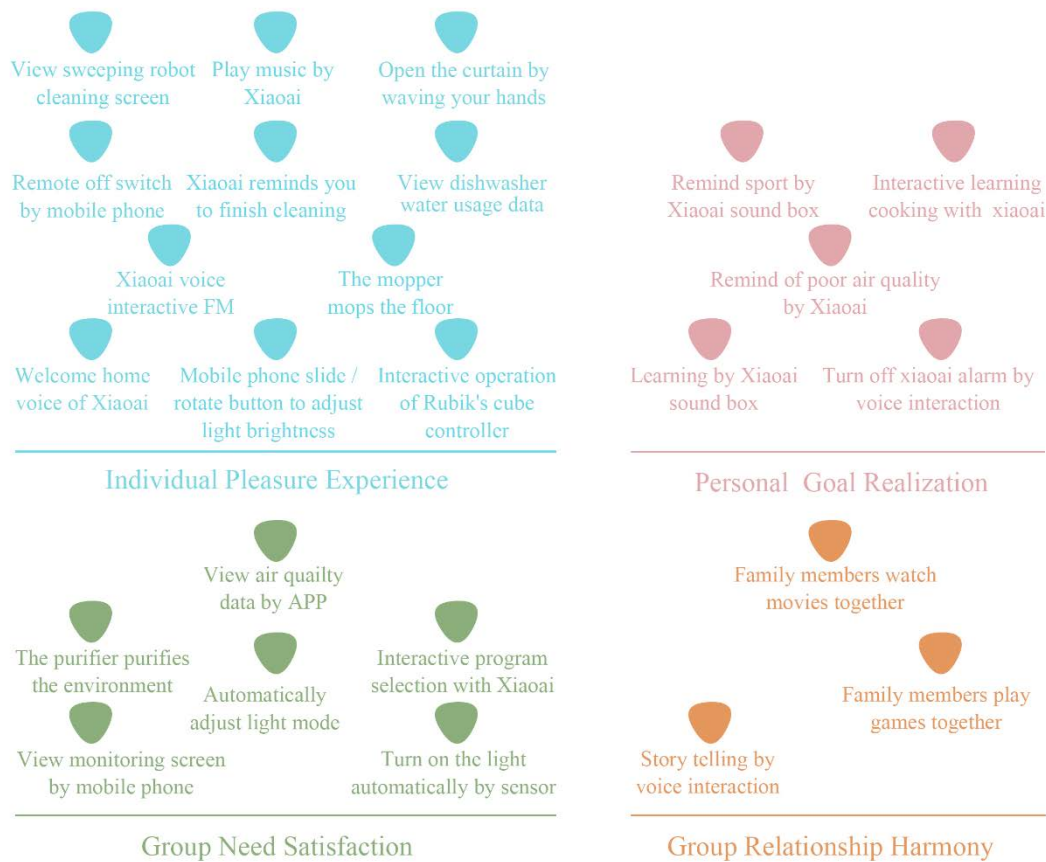 View sweeping robot
cleaning screen
Play music by
Xiaoai
Open the curtain by
waving your hands
Remote off switch
by mobile phone
Xiaoai reminds you
to finish cleaning
View dishwasher
water usage data
Xiaoai voice
interactive FM
The mopper
mops the floor
Welcome home
voice of Xiaoai
Mobile phone slide /
rotate button to adjust
light brightness
Interactive operation
of Rubik's cube
controller
Individual Pleasure Experience
Remind sport by
Xiaoai sound box
Interactive learning
cooking with xiaoai
Remind of poor air quality
by Xiaoai
Learning by Xiaoai
sound box
Turn off xiaoai alarm by
voice interaction
Personal Goal Realization
View air quailty
data by APP
The purifier purifies
the environment
Automatically
adjust light mode
Interactive program
selection with Xiaoai
View monitoring screen
by mobile phone
Turn on the light
automatically by sensor
Group Need Satisfaction
Family members watch
movies together
Family members play
games together
Story telling by
voice interaction
Group Relationship Harmony